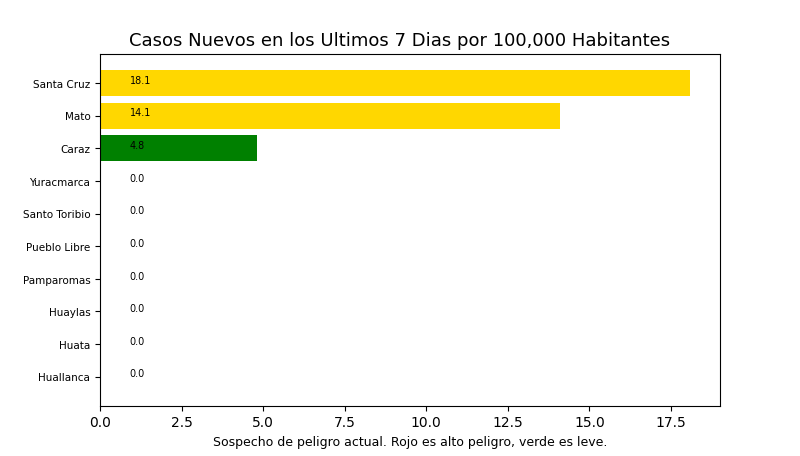 Casos Nuevos en los Ultimos 7 Dias por 100,000 Habitantes
Santa Cruz 18.1
Mato 14.1
Caraz 4.8
Yuracmarca 0.0
Santo Toribio 0.0
Pueblo Libre 0.0
Pamparomas 0.0
Huaylas 0.0
Huata 0.0
Huallanca 0.0
0.0 2.5 5.0 7.5 10.0 12.5 15.0 17.5
Sospecho de peligro actual. Rojo es alto peligro, verde es leve.